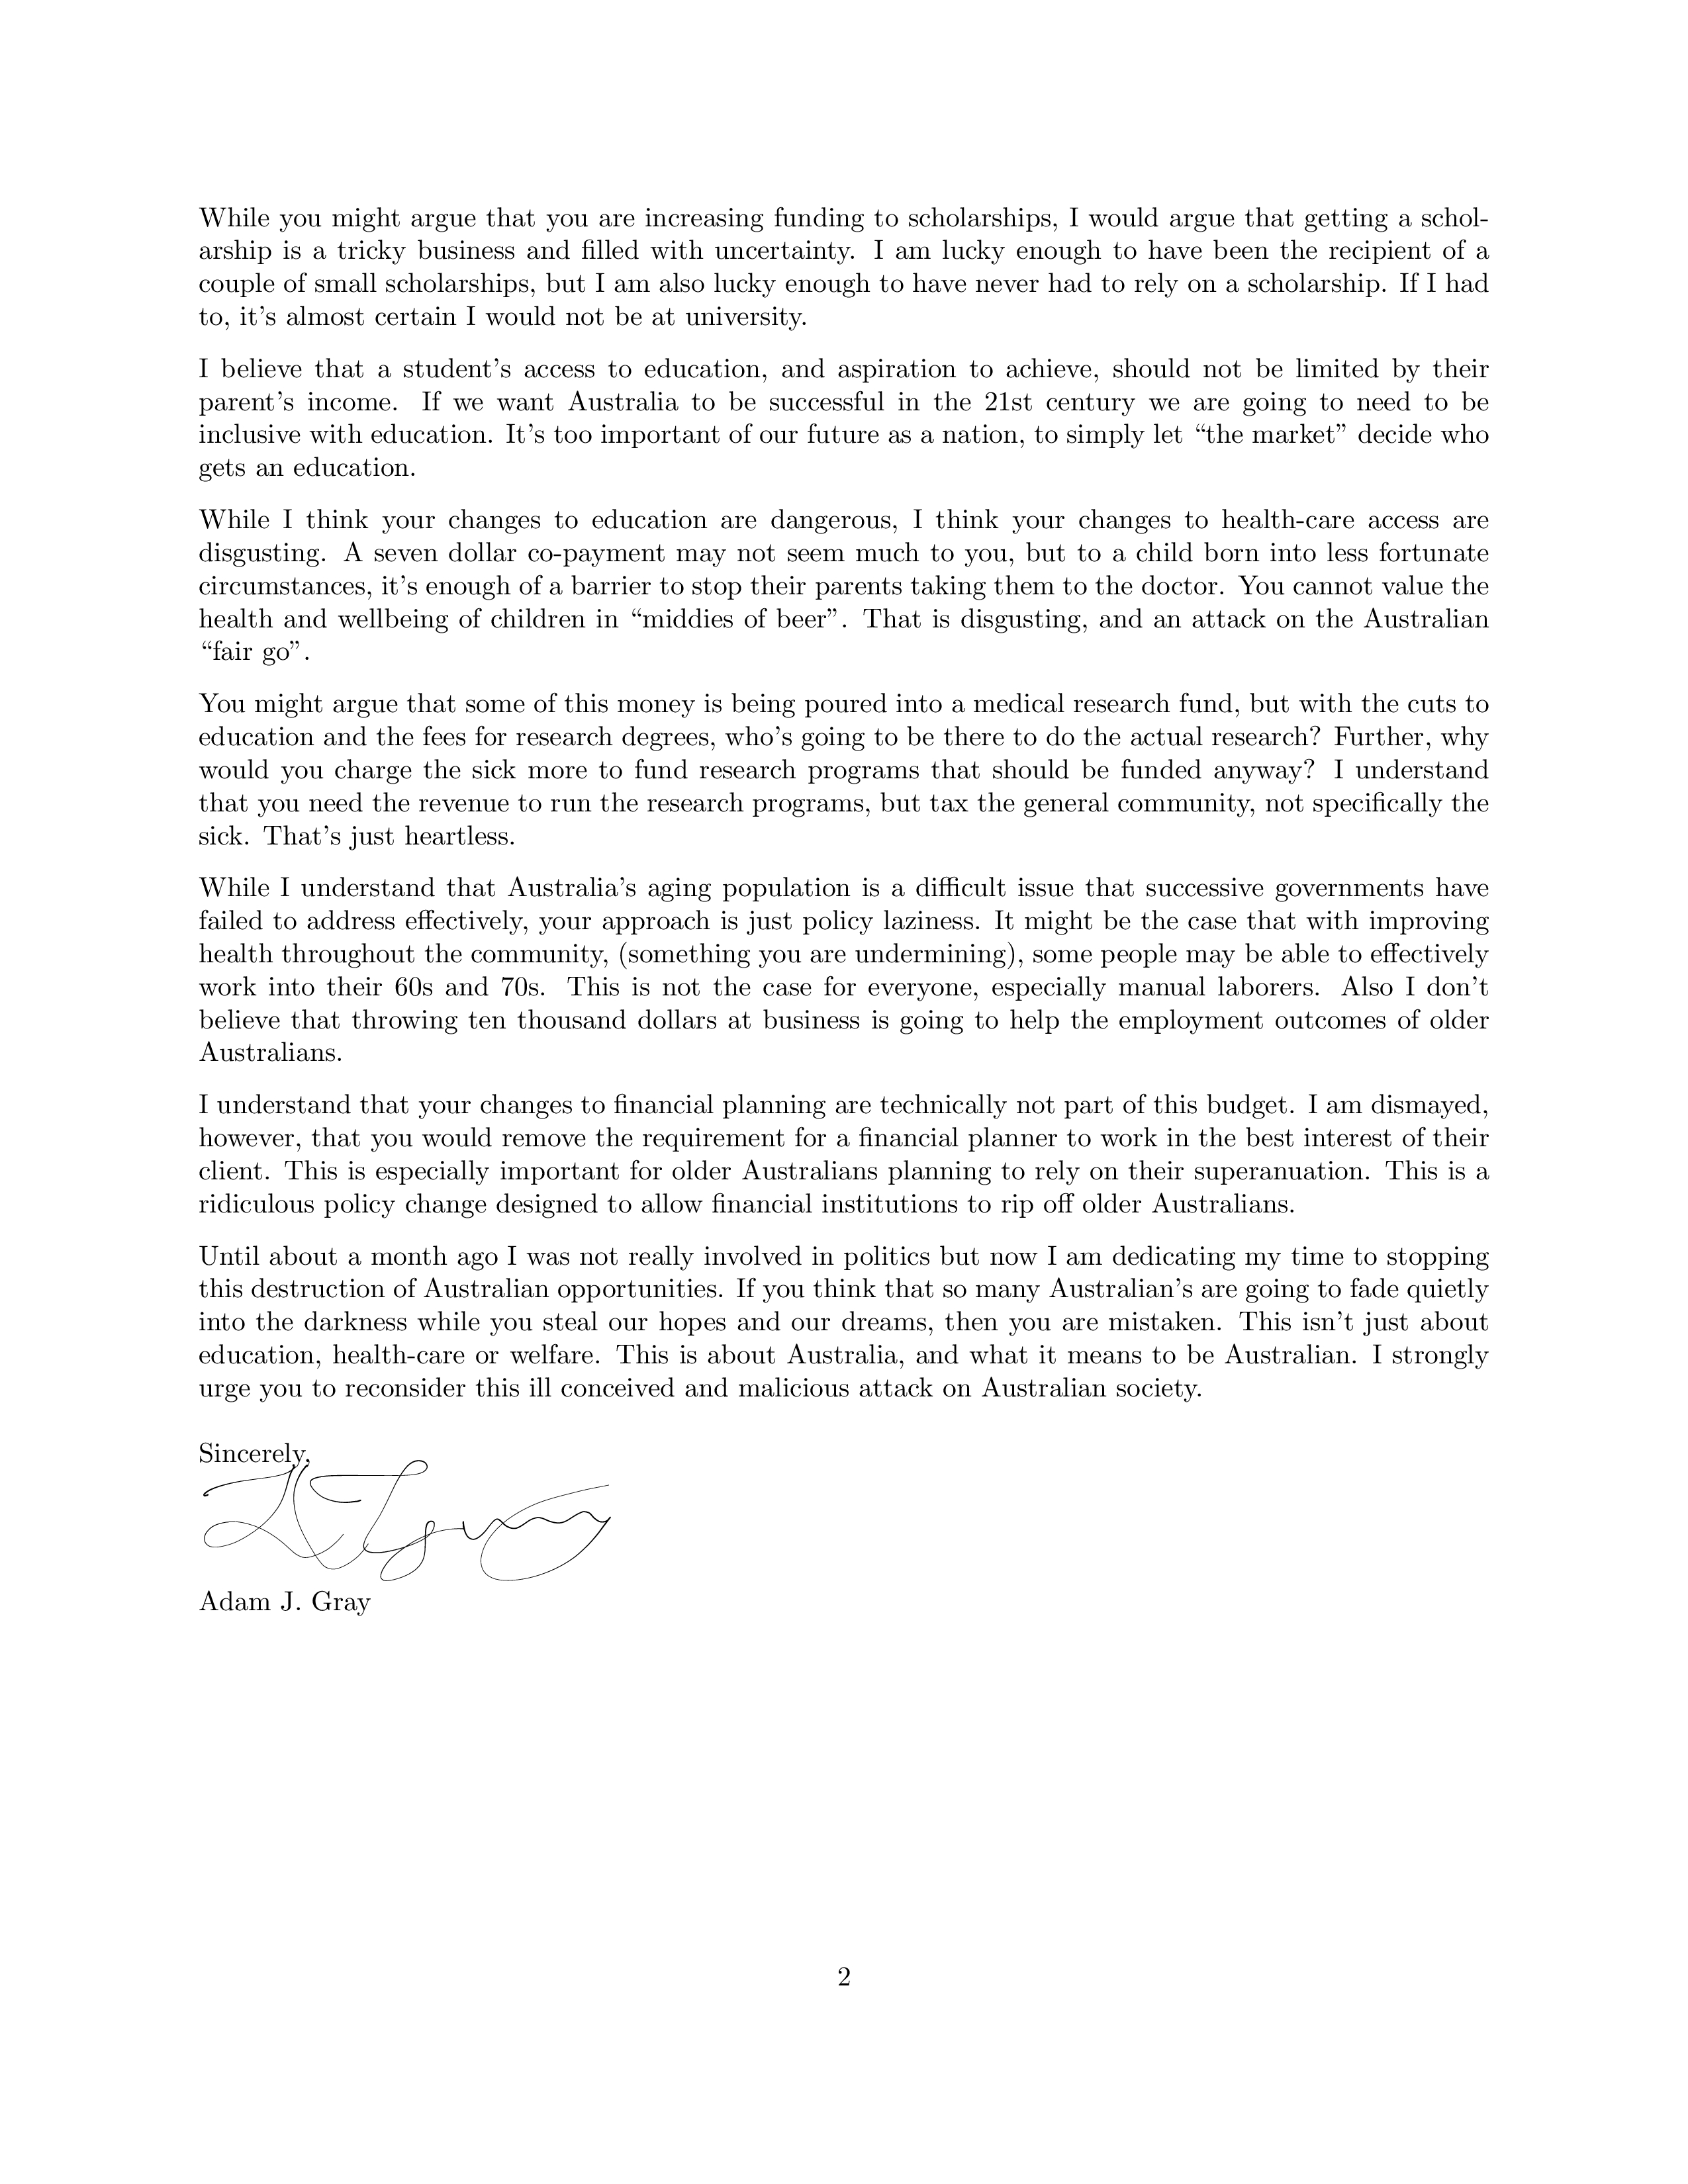 While you might argue that you are increasing funding to scholarships, I would argue that getting a schol-
arship is a tricky business and filled with uncertainty. I am lucky enough to have been the recipient of a
couple of small scholarships, but I am also lucky enough to have never had to rely on a scholarship. If I had
to, it's almost certain I would not be at university.
I believe that a student's access to education, and aspiration to achieve, should not be limited by their
parent's income. If we want Australia to be successful in the 21st century we are going to need to be
inclusive with education. It's too important of our future as a nation, to simply let “the market” decide who
gets an education.
While I think your changes to education are dangerous, I think your changes to health-care access are
disgusting. A seven dollar co-payment may not seem much to you, but to a child born into less fortunate
circumstances, it's enough of a barrier to stop their parents taking them to the doctor. You cannot value the
health and wellbeing of children in “middies of beer”. That is disgusting, and an attack on the Australian
“fair go”.
You might argue that some of this money is being poured into a medical research fund, but with the cuts to
education and the fees for research degrees, who's going to be there to do the actual research? Further, why
would you charge the sick more to fund research programs that should be funded anyway? I understand
that you need the revenue to run the research programs, but tax the general community, not specifically the
sick. That's just heartless.
While I understand that Australia's aging population is a difficult issue that successive governments have
failed to address effectively, your approach is just policy laziness. It might be the case that with improving
health throughout the community, (something you are undermining), some people may be able to effectively
work into their 60s and 70s. This is not the case for everyone, especially manual laborers. Also I don't
believe that throwing ten thousand dollars at business is going to help the employment outcomes of older
Australians.
I understand that your changes to financial planning are technically not part of this budget. I am dismayed,
however, that you would remove the requirement for a financial planner to work in the best interest of their
client. This is especially important for older Australians planning to rely on their superanuation. This is a
ridiculous policy change designed to allow financial institutions to rip off older Australians.
Until about a month ago I was not really involved in politics but now I am dedicating my time to stopping
this destruction of Australian opportunities. If you think that so many Australian's are going to fade quietly
into the darkness while you steal our hopes and our dreams, then you are mistaken. This isn't just about
education, health-care or welfare. This is about Australia, and what it means to be Australian. I strongly
urge you to reconsider this ill conceived and malicious attack on Australian society.
Sincerely,
Adam J. Gray
2